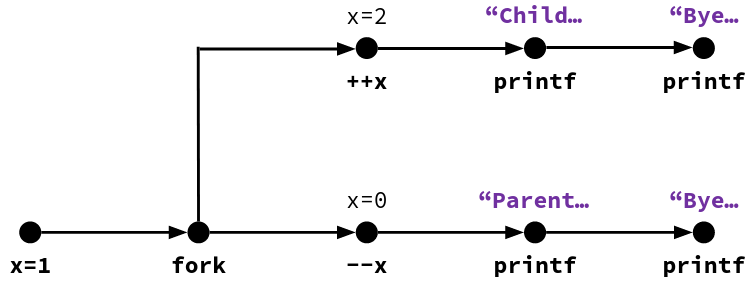 x=2 “Child… “Bye…
++x printf printf
x=0 “Parent… “Bye…
x=1 fork --x printf printf